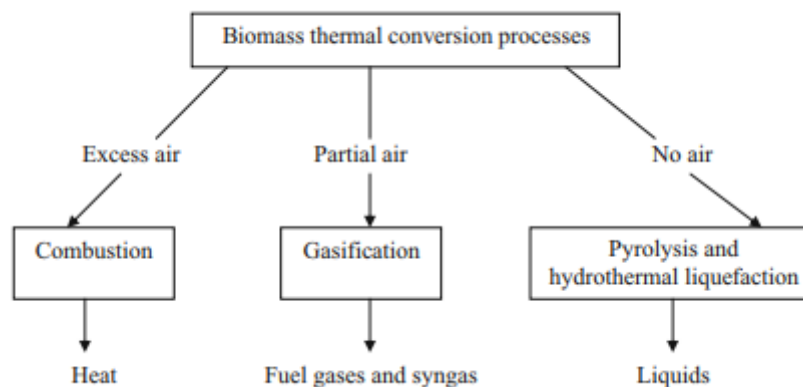 Biomass thermal conversion processes
Excess air
Partial air
No air
Combustion
Gasification
Pyrolysis and
hydrothermal liquefaction
Heat
Fuel gases and syngas
Liquids